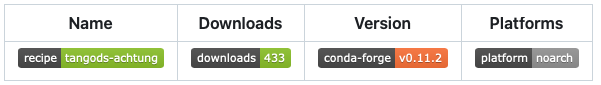 Name Downloads Version Platforms
recipe tangods-achtung downloads 433 conda-forge v0.11.2 platform noarch